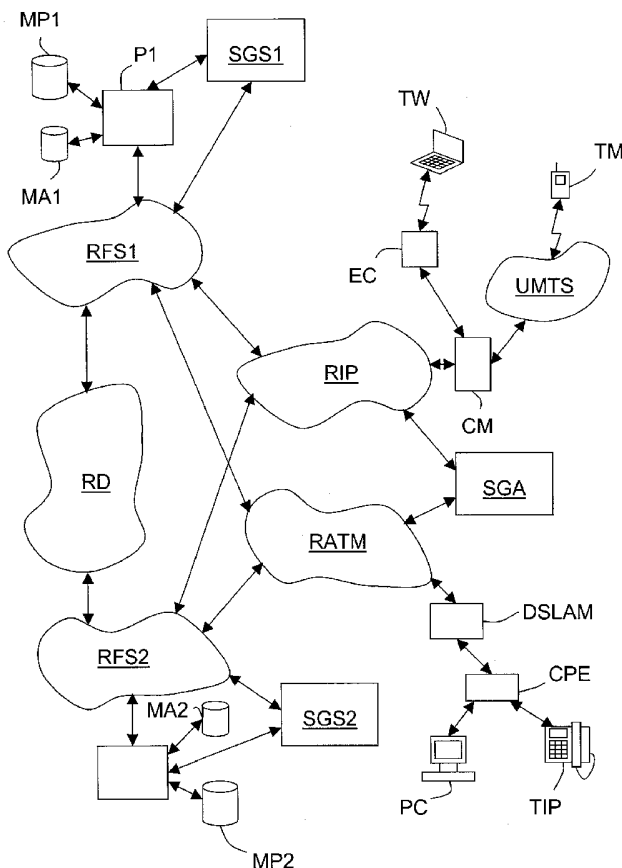 MP1
P1
SGS1
MA1
TW
TM
RFS1
EC
UMTS
RIP
CM
RD
SGA
RATM
DSLAM
RFS2
CPE
MA2
SGS2
PC
TIP
MP2